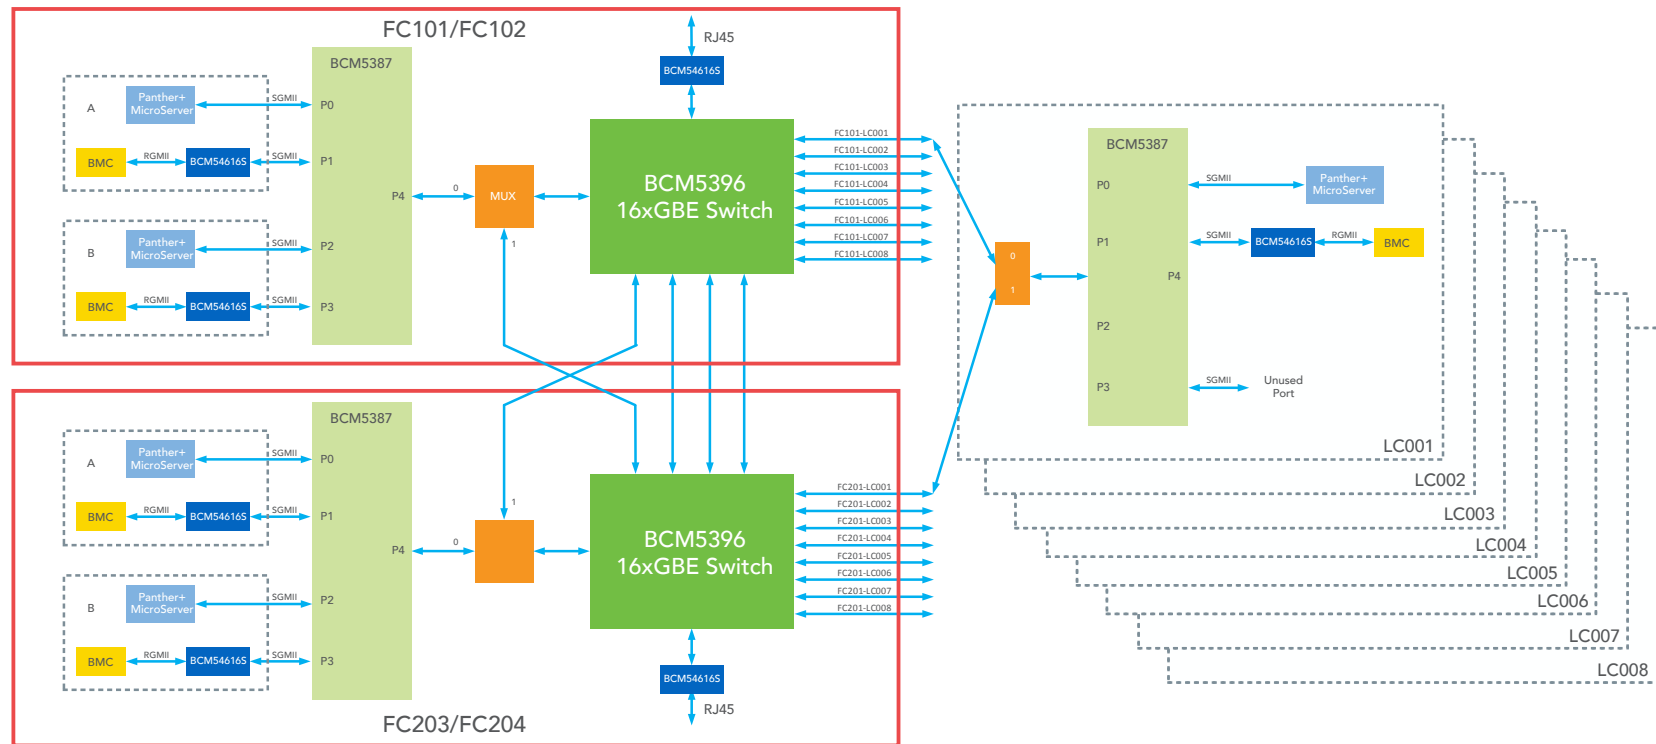 FC101/FC102
BCM5387
A
Panther+
MicroServer
SGMII
P0
BMC
RGMII
BCM54616S
SGMII
P1
B
Panther+
MicroServer
SGMII
P2
BMC
RGMII
BCM54616S
SGMII
P3
P4
0
MUX
1
RJ45
BCM54616S
BCM5396
16xGBE Switch
FC101-LC001
FC101-LC002
FC101-LC003
FC101-LC004
FC101-LC005
FC101-LC006
FC101-LC007
FC101-LC008
BCM5387
A
Panther+
MicroServer
SGMII
P0
BMC
RGMII
BCM54616S
SGMII
P1
B
Panther+
MicroServer
SGMII
P2
BMC
RGMII
BCM54616S
SGMII
P3
P4
0
1
BCM5396
16xGBE Switch
FC201-LC001
FC201-LC002
FC201-LC003
FC201-LC004
FC201-LC005
FC201-LC006
FC201-LC007
FC201-LC008
BCM54616S
RJ45
FC203/FC204
0
1
BCM5387
P0
SGMII
Panther+
MicroServer
P1
SGMII
BCM54616S
RGMII
BMC
P4
P2
P3
SGMII
Unused
Port
LC001
LC002
LC003
LC004
LC005
LC006
LC007
LC008